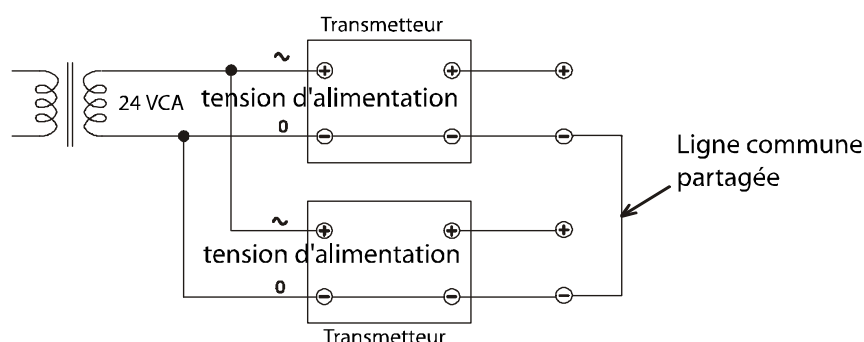 Transmetteur
~
+ + +
24 VCA
tension d'alimentation
0
− − −
Ligne commune
partagée
~
+ + +
tension d'alimentation
0
− − −
Transmetteur